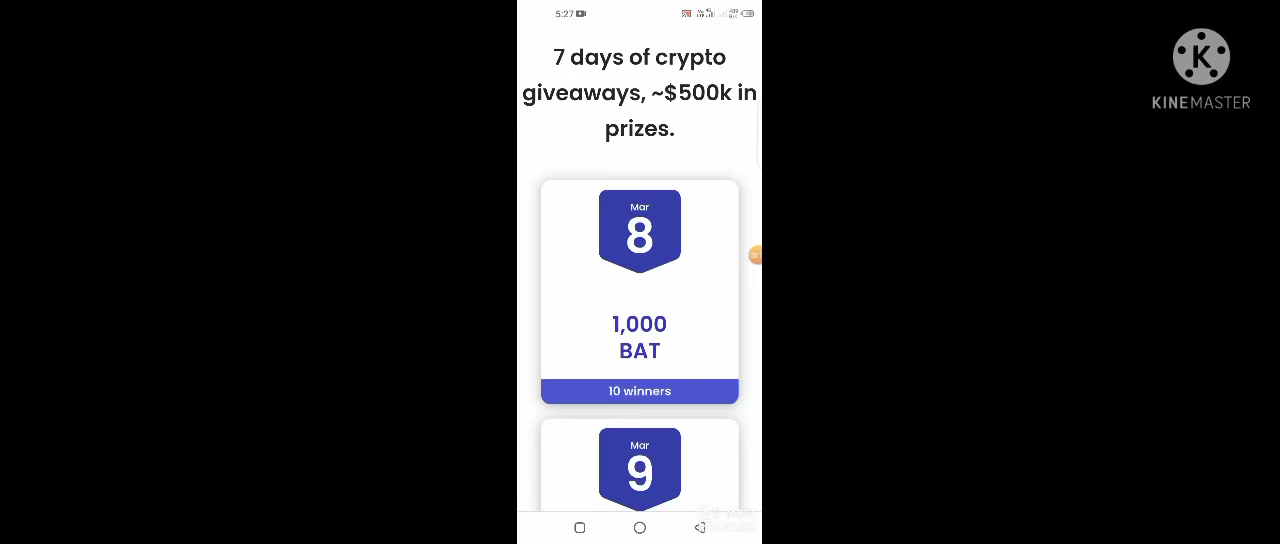 5:27
7 days of crypto
giveaways, ~$500k in
prizes.
Mar
8
1,000
BAT
10 winners
Mar
9
K
KINEMASTER